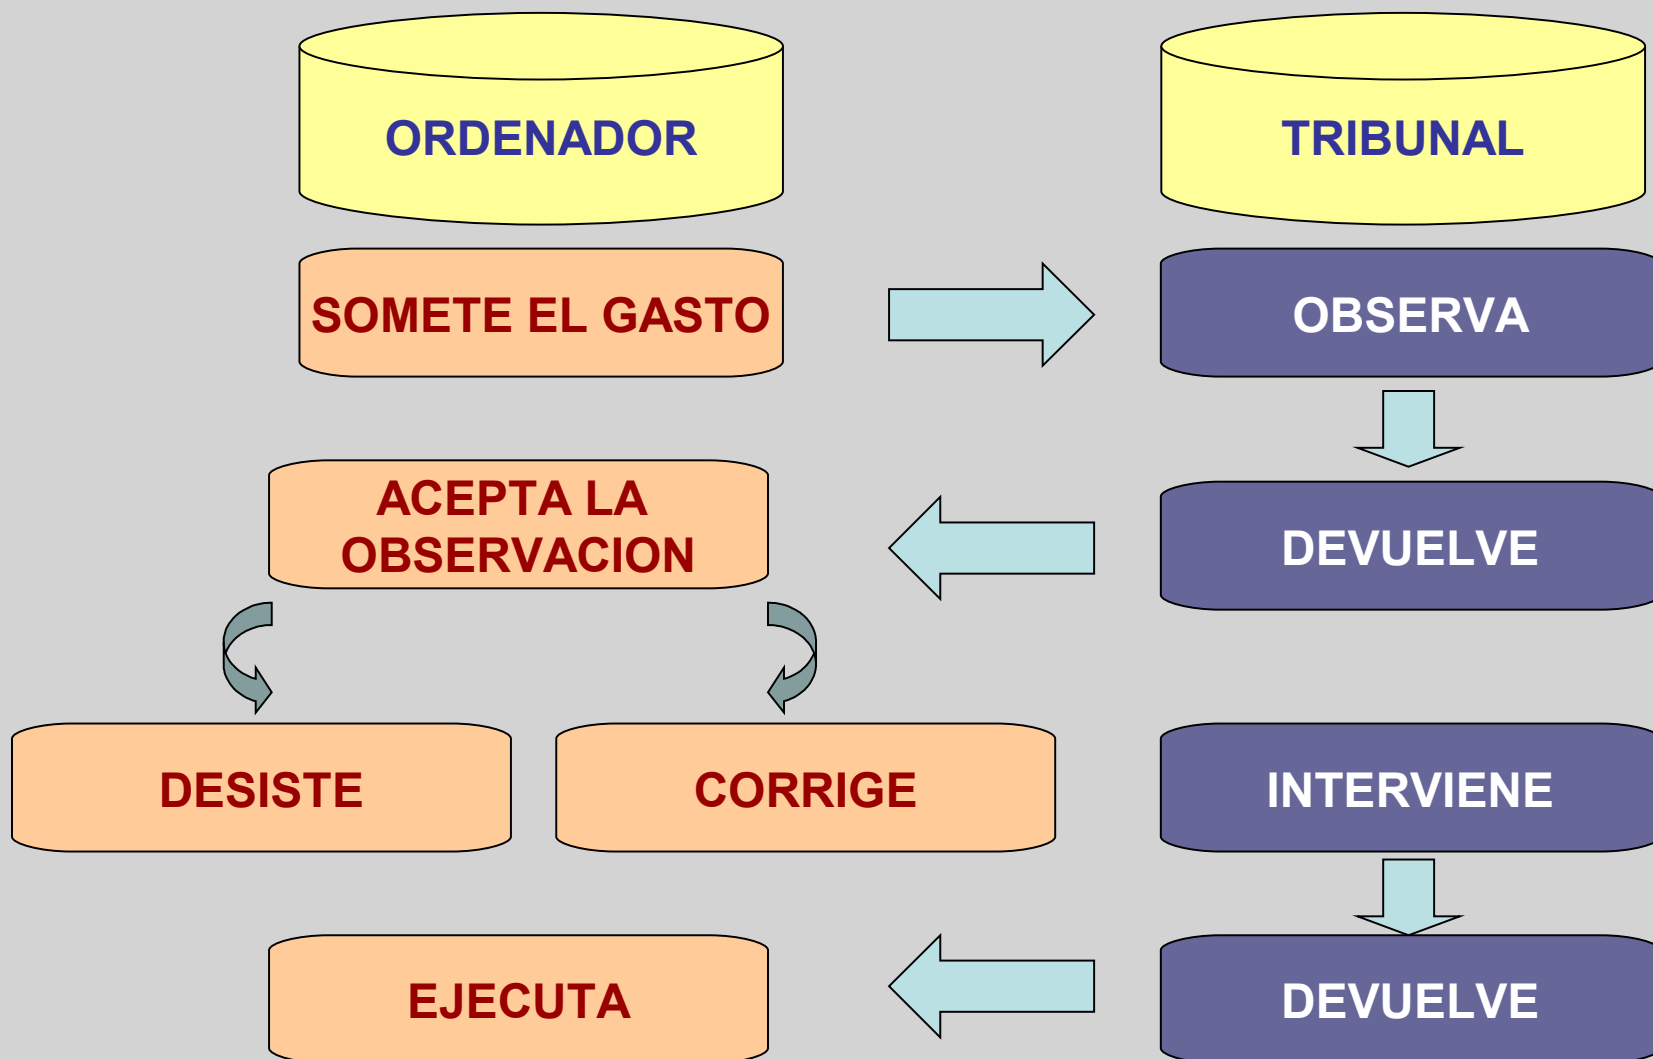 ORDENADOR
TRIBUNAL
SOMETE EL GASTO
OBSERVA
ACEPTA LA
OBSERVACION
DEVUELVE
DESISTE
CORRIGE
INTERVIENE
EJECUTA
DEVUELVE